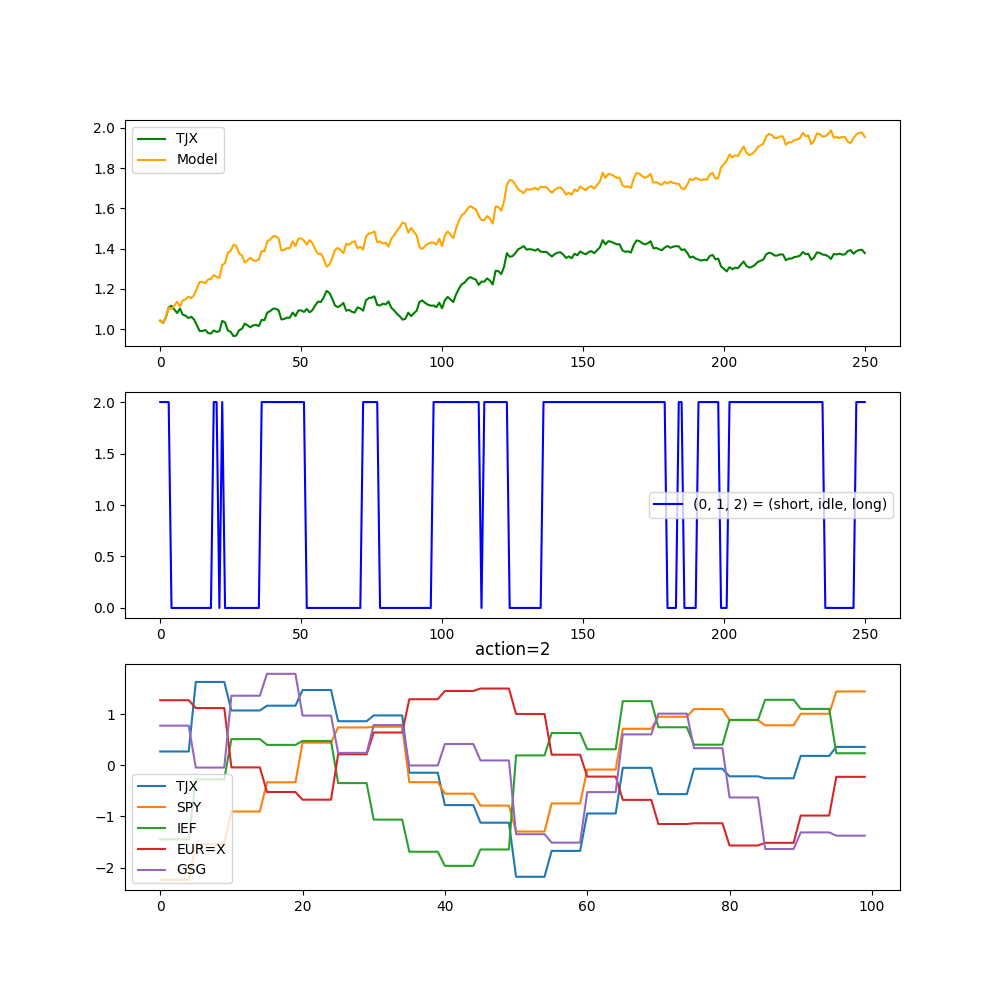 2.0
1.8
1.6
1.4
1.2
1.0
TJX
Model
0 50 100 150 200 250
2.0
1.5
1.0
0.5
0.0
(0, 1, 2) = (short, idle, long)
0 50 100 150 200 250
action=2
1
0
−1
−2
TJX
SPY
IEF
EUR=X
GSG
0 20 40 60 80 100